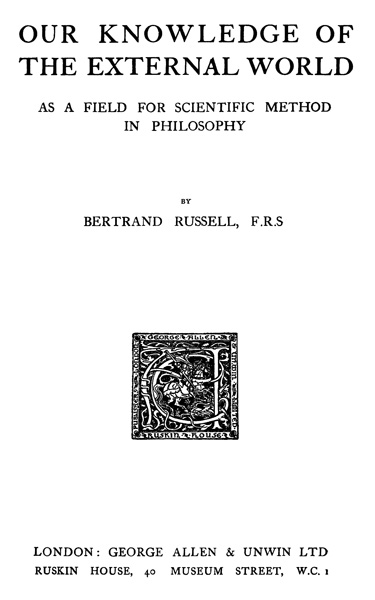 OUR KNOWLEDGE OF
THE EXTERNAL WORLD
AS A FIELD FOR SCIENTIFIC METHOD
IN PHILOSOPHY
BY
BERTRAND RUSSELL, F.R.S
GEORGE ALLEN
RUSKIN HOUSE
LONDON: GEORGE ALLEN & UNWIN LTD
RUSKIN HOUSE, 40 MUSEUM STREET, W.C. 1